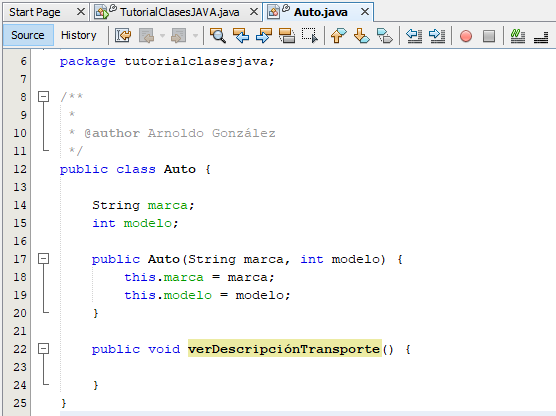 Start Page TutorialClasesJAVA.java Auto.java
Source History
6 package tutorialclasesjava;
7
8 /**
9 *
10 * @author Arnoldo González
11 */
12 public class Auto {
13
14 String marca;
15 int modelo;
16
17 public Auto(String marca, int modelo) {
18 this.marca = marca;
19 this.modelo = modelo;
20 }
21
22 public void verDescripciónTransporte() {
23
24 }
25 }